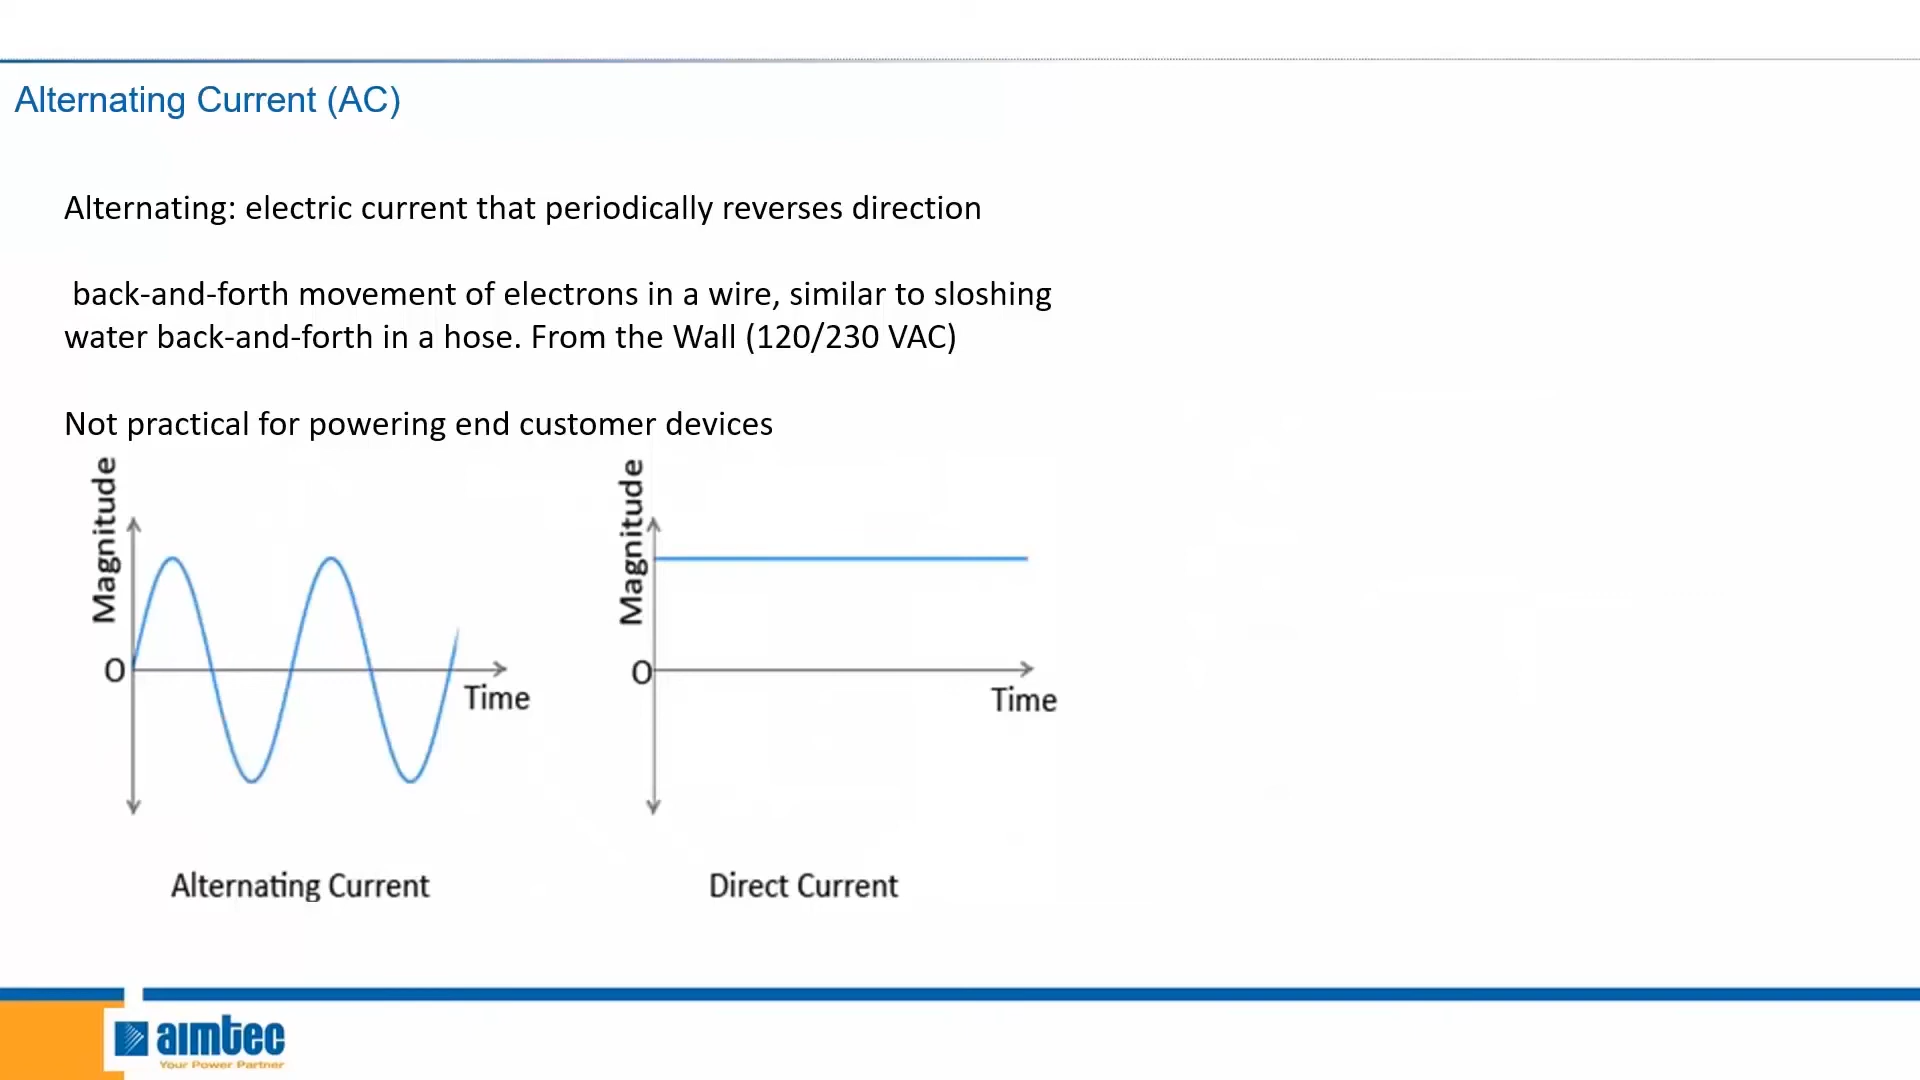 Alternating Current (AC)
Alternating: electric current that periodically reverses direction
back-and-forth movement of electrons in a wire, similar to sloshing
water back-and-forth in a hose. From the Wall (120/230 VAC)
Not practical for powering end customer devices
Magnitude
0
Time
Alternating Current
Magnitude
0
Time
Direct Current
aimtec
Your Power Partner